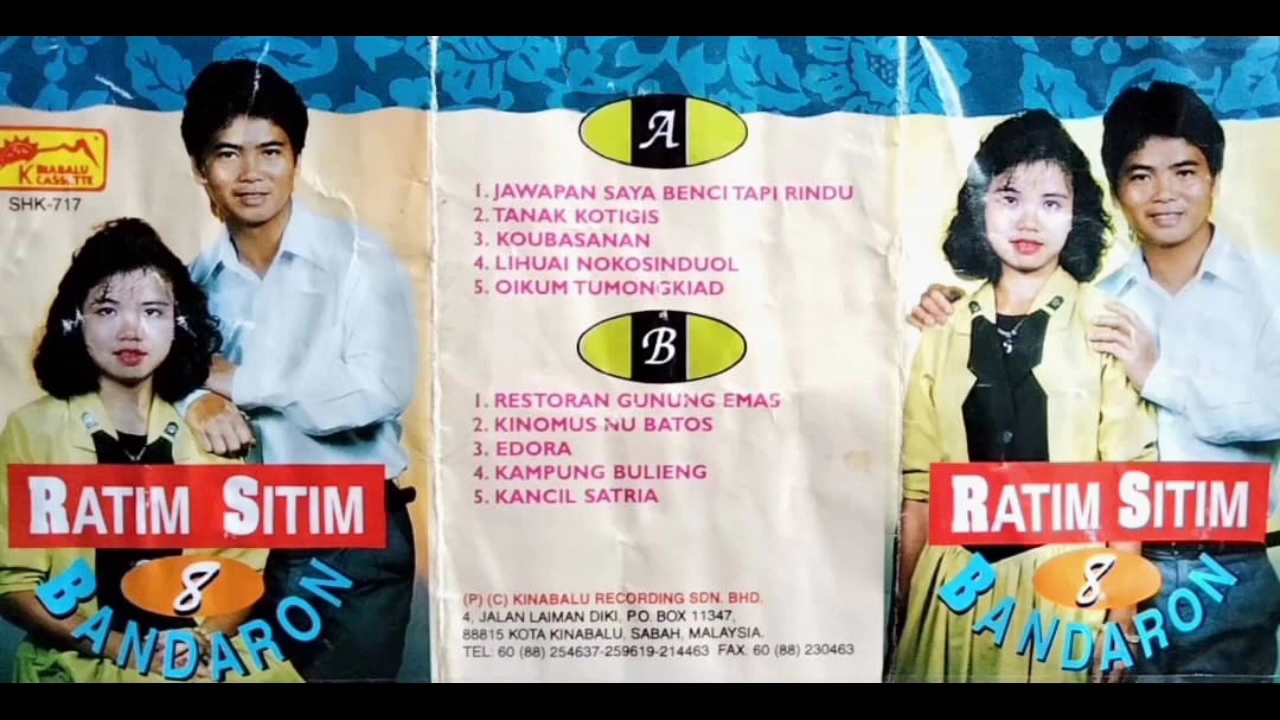 KINABALU
CASSETTE
SHK-717
RATIM SITIM
8
BANDARON
A
1. JAWAPAN SAYA BENCI TAPI RINDU
2. TANAK KOTIGIS
3. KOUBASANAN
4. LIHUAI NOKOSINDUOL
5. OIKUM TUMONGKIAD
B
1. RESTORAN GUNUNG EMAS
2. KINOMUS NU BATOS
3. EDORA
4. KAMPUNG BULIENG
5. KANCIL SATRIA
(P) (C) KINABALU RECORDING SDN. BHD.
4, JALAN LAIMAN DIKI, P.O. BOX 11347,
88815 KOTA KINABALU, SABAH, MALAYSIA.
TEL: 60 (88) 254637-259619-214463 FAX: 60 (88) 230463
RATIM SITIM
8
BANDARON